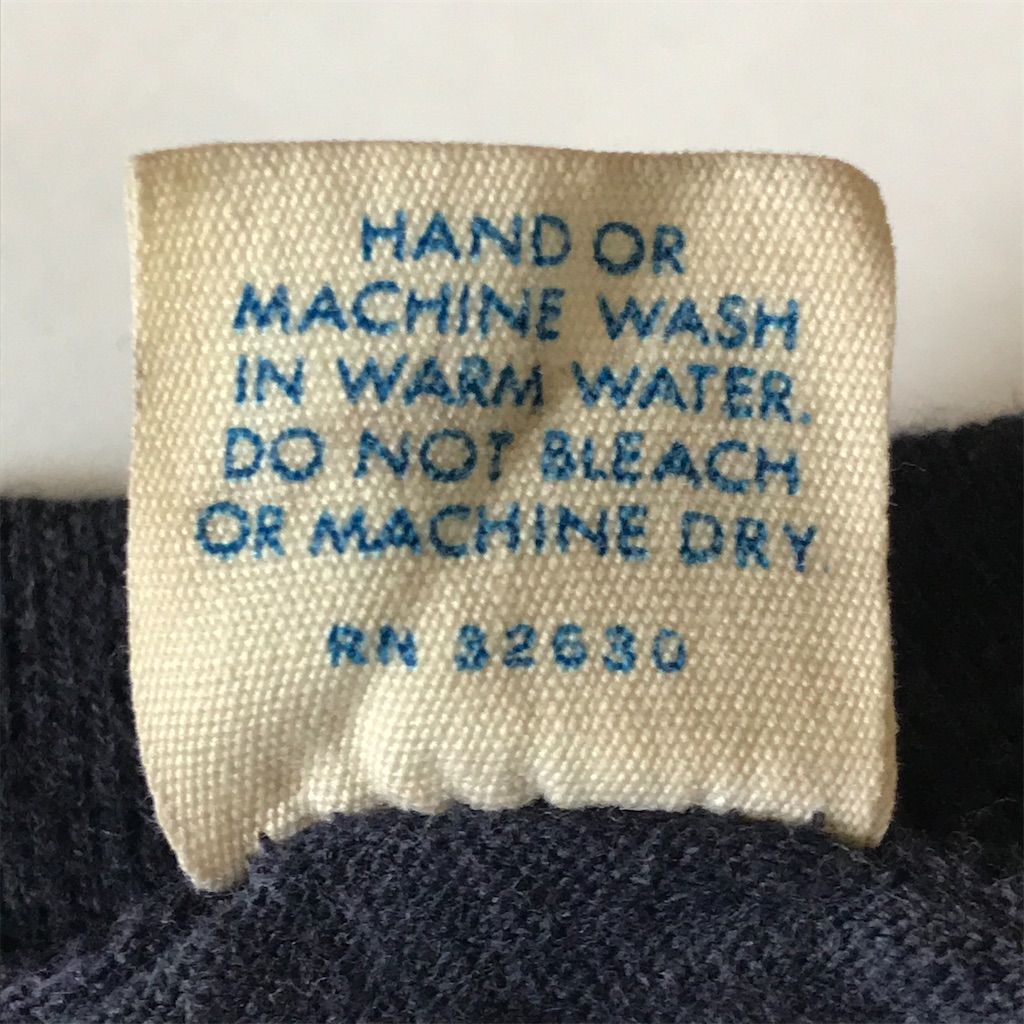 HAND OR
MACHINE WASH
IN WARM WATER.
DO NOT BLEACH
OR MACHINE DRY.
RN 32630